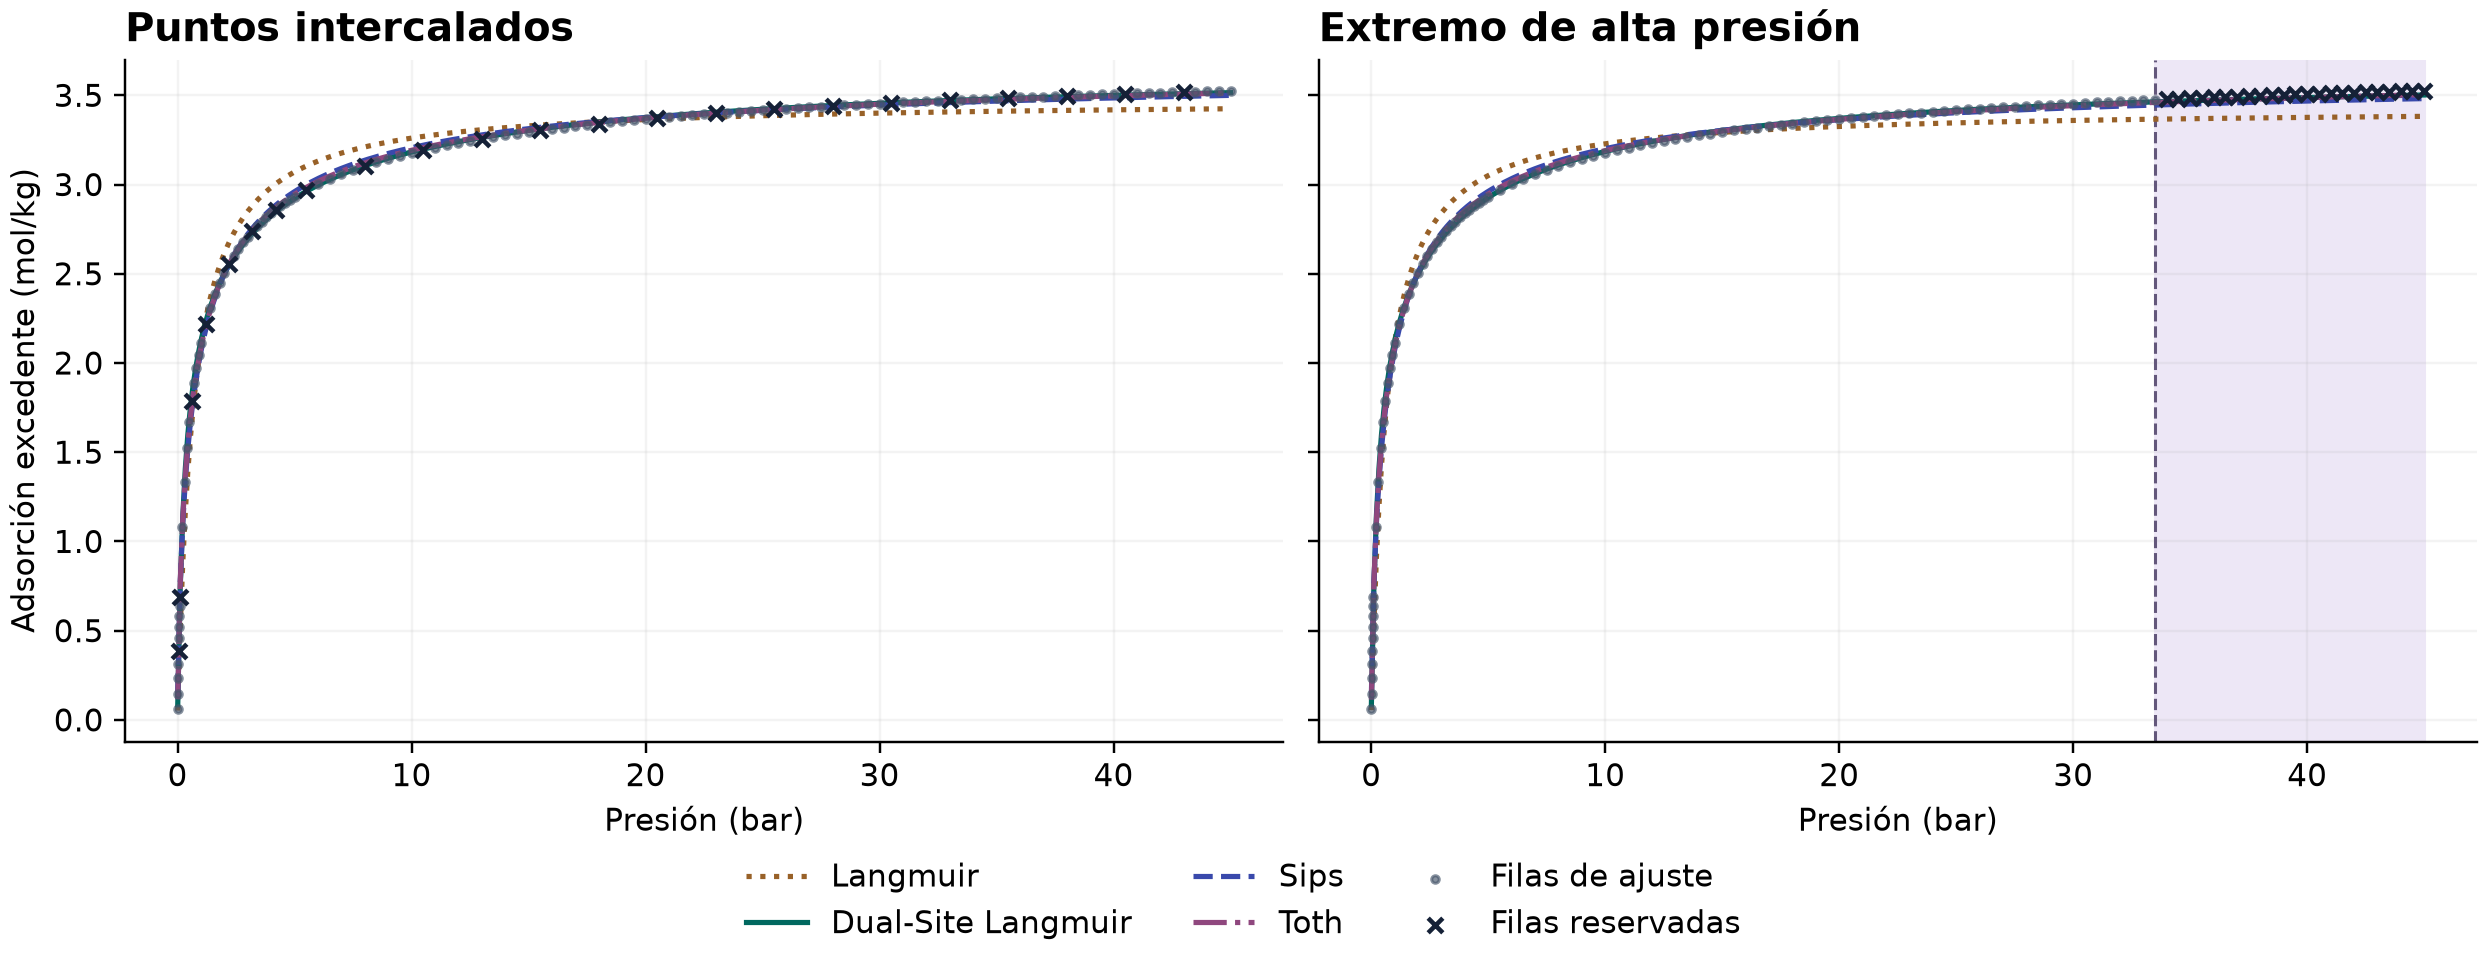 Puntos intercalados
Extremo de alta presión
Adsorción excedente (mol/kg)
3.5
3.0
2.5
2.0
1.5
1.0
0.5
0.0
0 10 20 30 40
0 10 20 30 40
Presión (bar)
Presión (bar)
Langmuir
Dual-Site Langmuir
Sips
Toth
Filas de ajuste
Filas reservadas